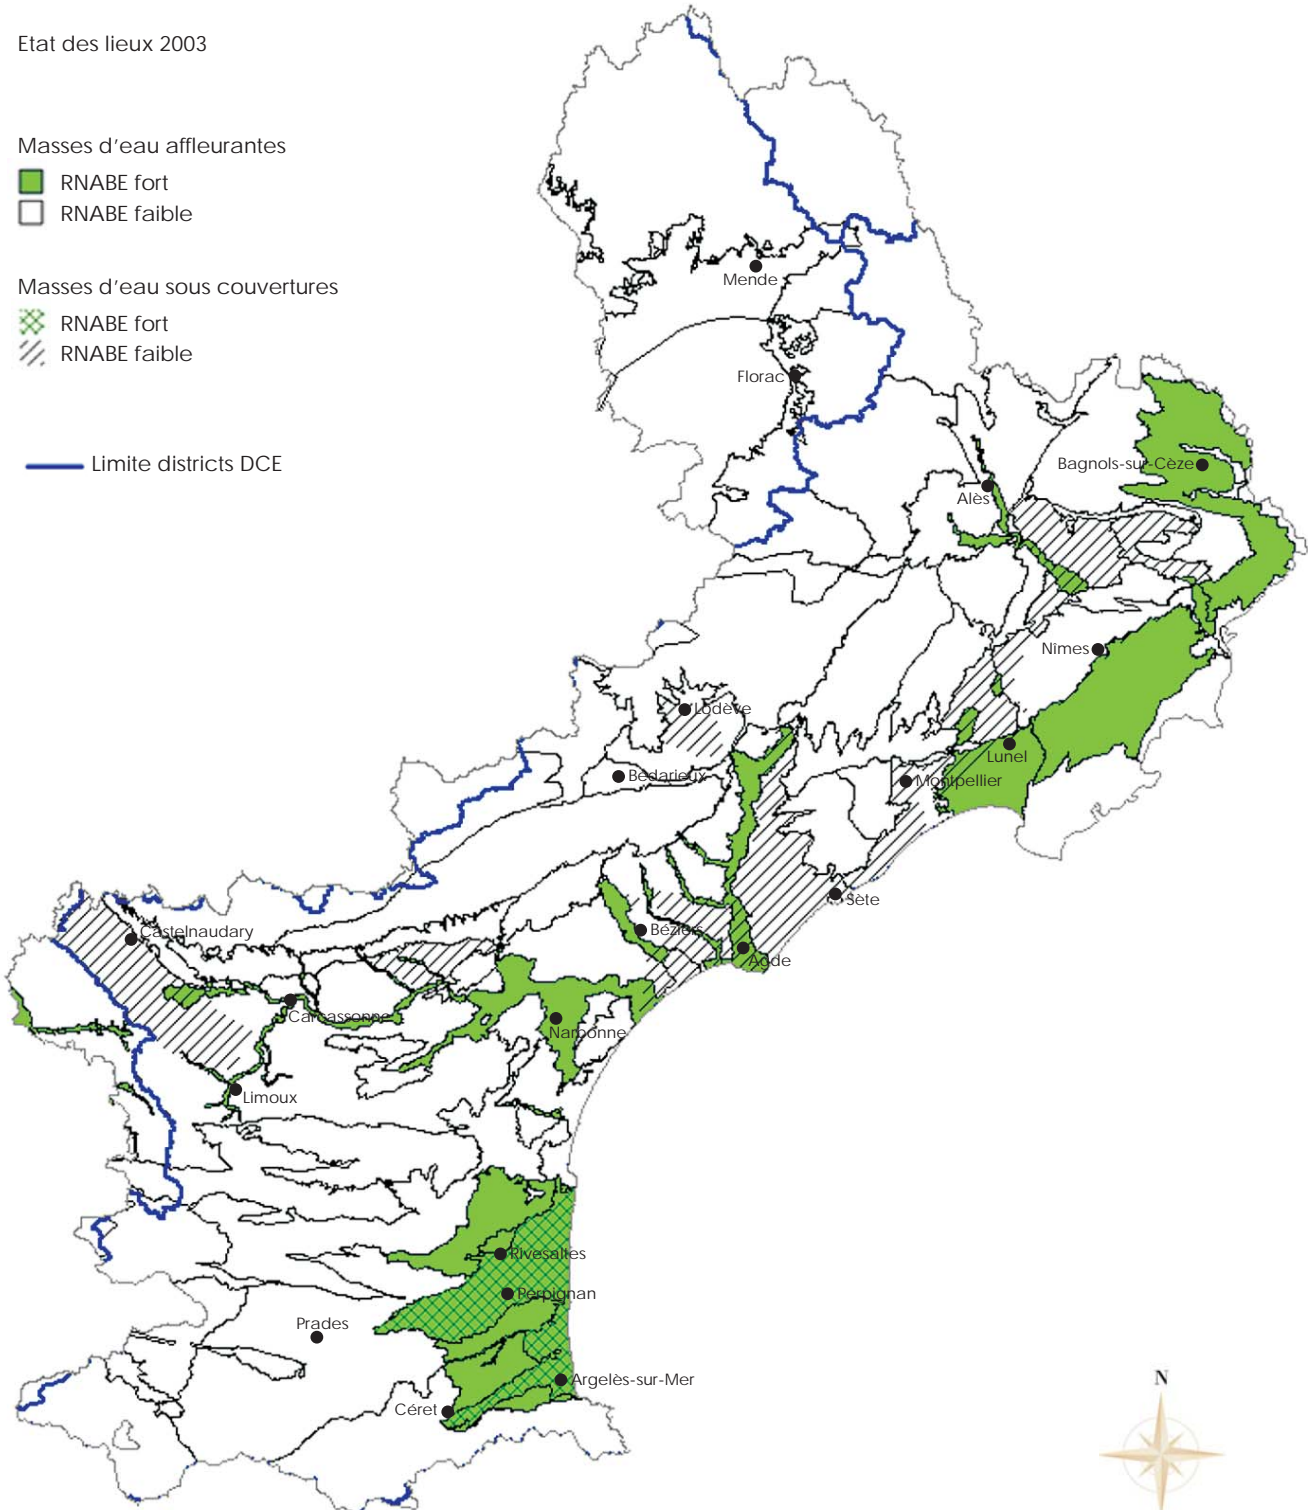 Etat des lieux 2003
Masses d'eau affleurantes
RNABE fort
RNABE faible
Masses d'eau sous couvertures
RNABE fort
RNABE faible
Limite districts DCE
Mende
Florac
Bagnols-sur-Cèze
Alès
Nîmes
Lodève
Lunel
Bédarieux
Montpellier
Sète
Castelnaudary
Béziers
Agde
Carcassonne
Narbonne
Limoux
Rivesaltes
Perpignan
Prades
Argelès-sur-Mer
Céret
N